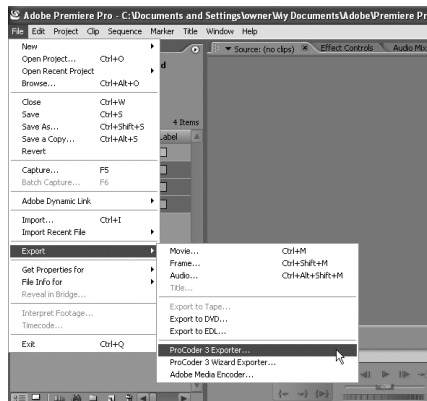 Adobe Premiere Pro - C:\Documents and Settings\owner\My Documents\Adobe\Premiere Pr
File Edit Project Clip Sequence Marker Title Window Help
New
Open Project... Ctrl+O
Open Recent Project
Browse... Ctrl+Alt+O
Close Ctrl+W
Save Ctrl+S
Save As... Ctrl+Shift+S
Save a Copy... Ctrl+Alt+S
Revert
Capture... F5
Batch Capture... F6
Adobe Dynamic Link
Import... Ctrl+I
Import Recent File
Export
Get Properties for
File Info for
Reveal in Bridge...
Interpret Footage...
Timecode...
Exit Ctrl+Q
d
4 Items
Label
Source: (no clips) Effect Controls Audio Mix
Movie... Ctrl+M
Frame... Ctrl+Shift+M
Audio... Ctrl+Alt+Shift+M
Title...
Export to Tape...
Export to DVD...
Export to EDL...
ProCoder 3 Exporter...
ProCoder 3 Wizard Exporter...
Adobe Media Encoder...